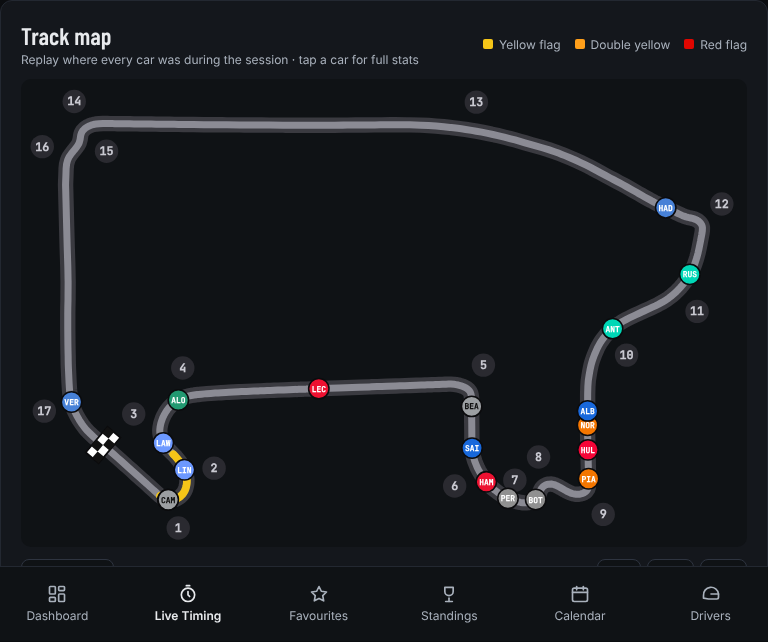 Track map
Replay where every car was during the session · tap a car for full stats
Yellow flag
Double yellow
Red flag
14
13
16
15
12
HAD
RUS
11
ANT
10
4
5
LEC
ALO
VER
17
3
BEA
ALB
NOR
LAW
SAI
HUL
LIN
2
8
6
HAM
7
PIA
CAM
PER
BOT
9
1
Dashboard
Live Timing
Favourites
Standings
Calendar
Drivers